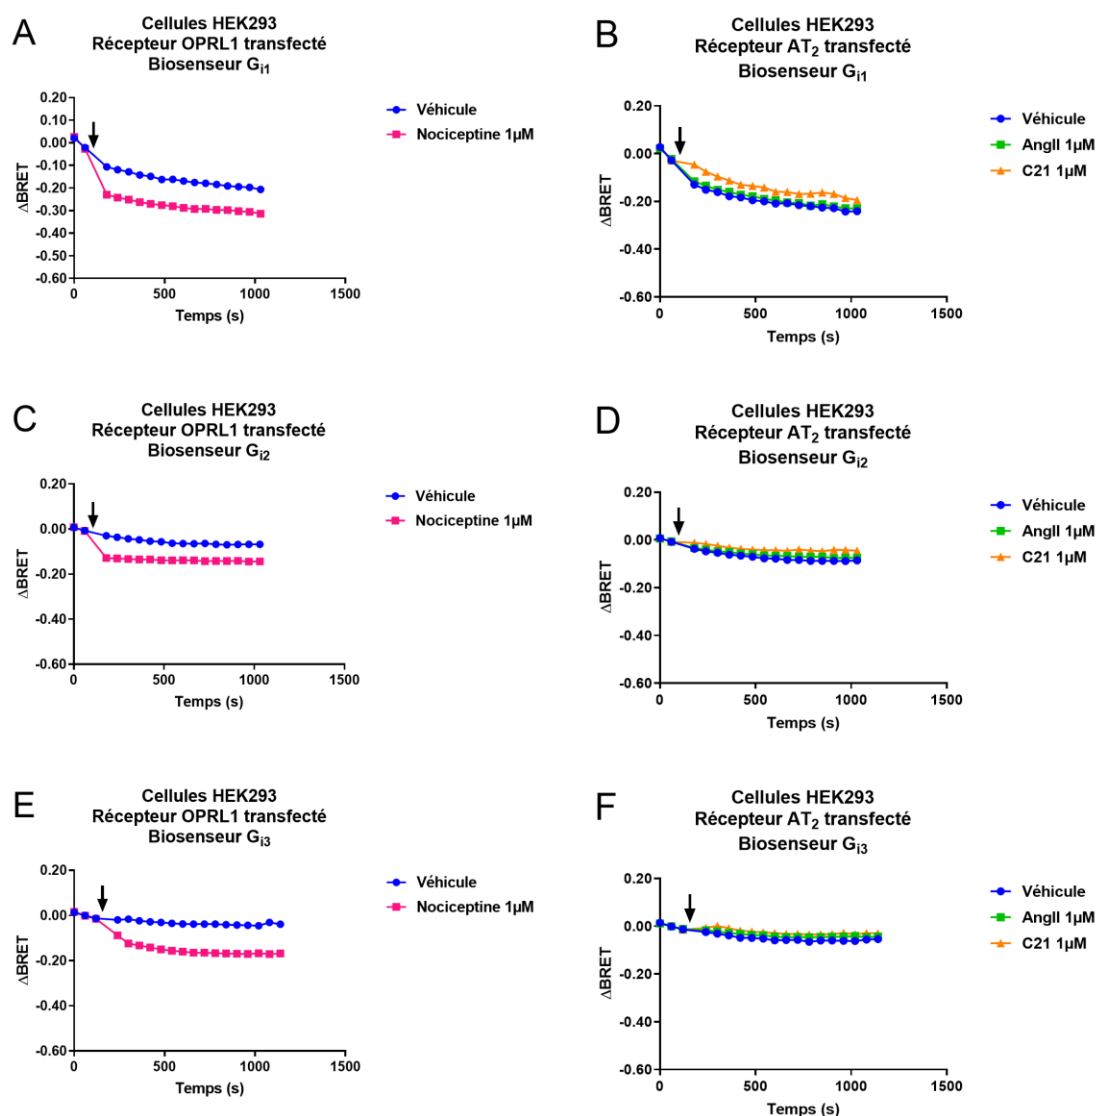 A
Cellules HEK293
Récepteur OPRL1 transfecté
Biosenseur Gi1
0.20
0.10
0.00
-0.10
-0.20
-0.30
-0.40
-0.50
-0.60
ΔBRET
0
500
1000
1500
Temps (s)
Véhicule
Nociceptine 1µM
B
Cellules HEK293
Récepteur AT2 transfecté
Biosenseur Gi1
0.20
0.00
-0.20
-0.40
-0.60
ΔBRET
0
500
1000
1500
Temps (s)
Véhicule
AngII 1µM
C21 1µM
C
Cellules HEK293
Récepteur OPRL1 transfecté
Biosenseur Gi2
0.20
0.00
-0.20
-0.40
-0.60
ΔBRET
0
500
1000
1500
Temps (s)
Véhicule
Nociceptine 1µM
D
Cellules HEK293
Récepteur AT2 transfecté
Biosenseur Gi2
0.20
0.00
-0.20
-0.40
-0.60
ΔBRET
0
500
1000
1500
Temps (s)
Véhicule
AngII 1µM
C21 1µM
E
Cellules HEK293
Récepteur OPRL1 transfecté
Biosenseur Gi3
0.20
0.00
-0.20
-0.40
-0.60
ΔBRET
0
500
1000
1500
Temps (s)
Véhicule
Nociceptine 1µM
F
Cellules HEK293
Récepteur AT2 transfecté
Biosenseur Gi3
0.20
0.00
-0.20
-0.40
-0.60
ΔBRET
0
500
1000
1500
Temps (s)
Véhicule
AngII 1µM
C21 1µM